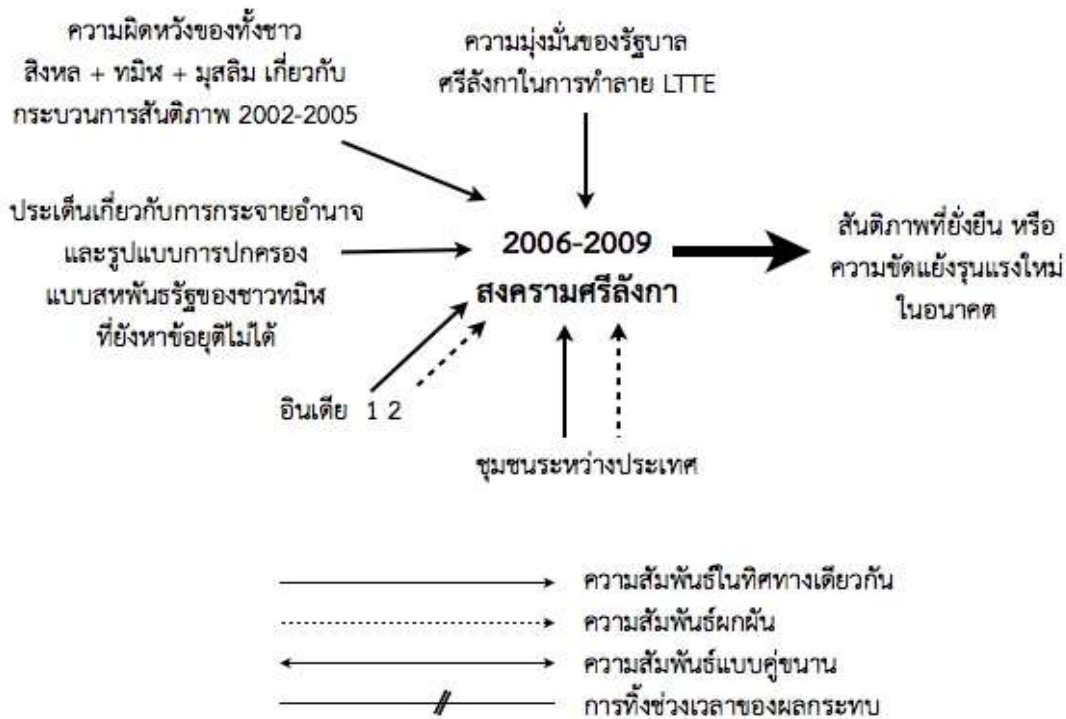 ความผิดหวังของทั้งชาว
สิงหล + ทมิฬ + มุสลิม เกี่ยวกับ
กระบวนการสันติภาพ 2002-2005
ความมุ่งมั่นของรัฐบาล
ศรีลังกาในการทำลาย LTTE
ประเด็นเกี่ยวกับการกระจายอำนาจ
และรูปแบบการปกครอง
แบบสหพันธรัฐของชาวทมิฬ
ที่ยังหาข้อยุติไม่ได้
2006-2009
สงครามศรีลังกา
สันติภาพที่ยั่งยืน หรือ
ความขัดแย้งรุนแรงใหม่
ในอนาคต
อินเดีย 1 2
ชุมชนระหว่างประเทศ
ความสัมพันธ์ในทิศทางเดียวกัน
ความสัมพันธ์ผกผัน
ความสัมพันธ์แบบคู่ขนาน
การทิ้งช่วงเวลาของผลกระทบ